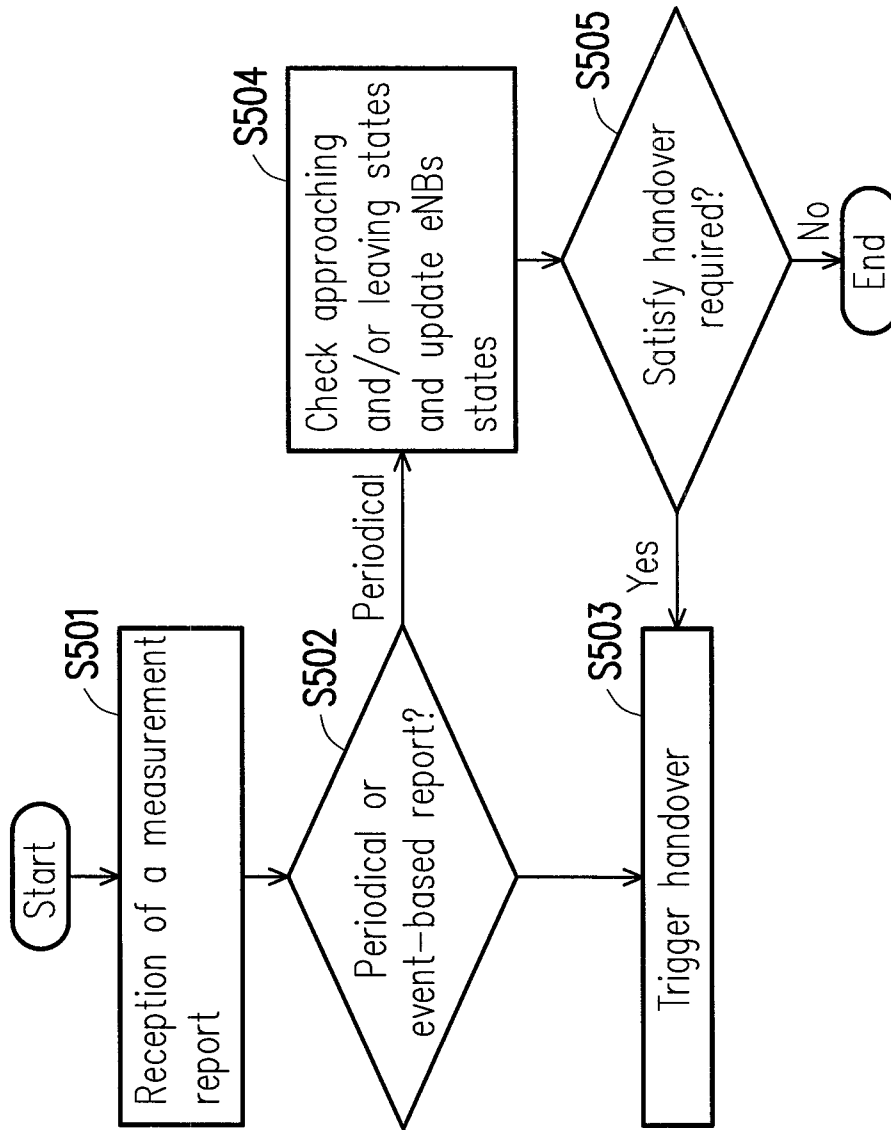 Start
S501
Reception of a measurement
report
S502
Periodical or
event-based report?
Periodical
S504
Check approaching
and/or leaving states
and update eNBs
states
S505
Satisfy handover
required?
Yes
No
S503
Trigger handover
End